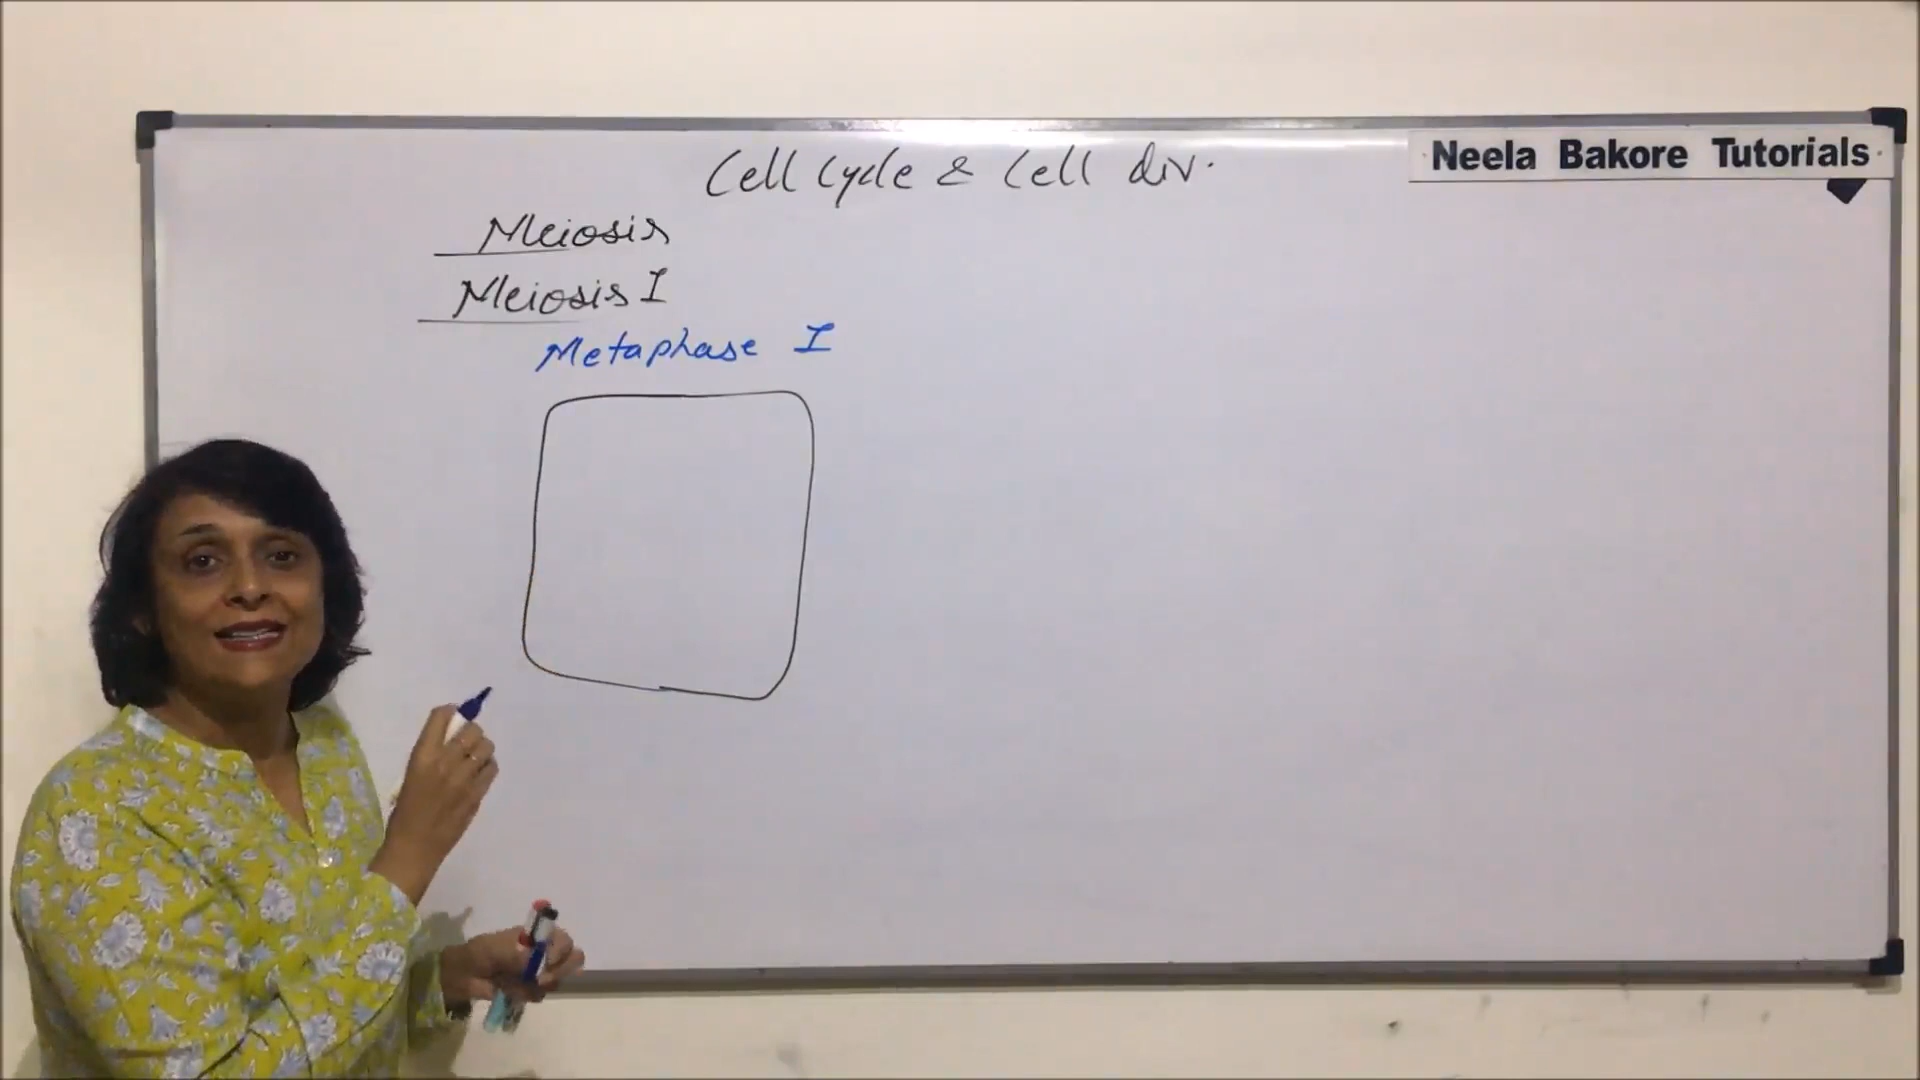 Neela Bakore Tutorials
Cell Cycle & Cell div.
Meiosis
Meiosis I
Metaphase I